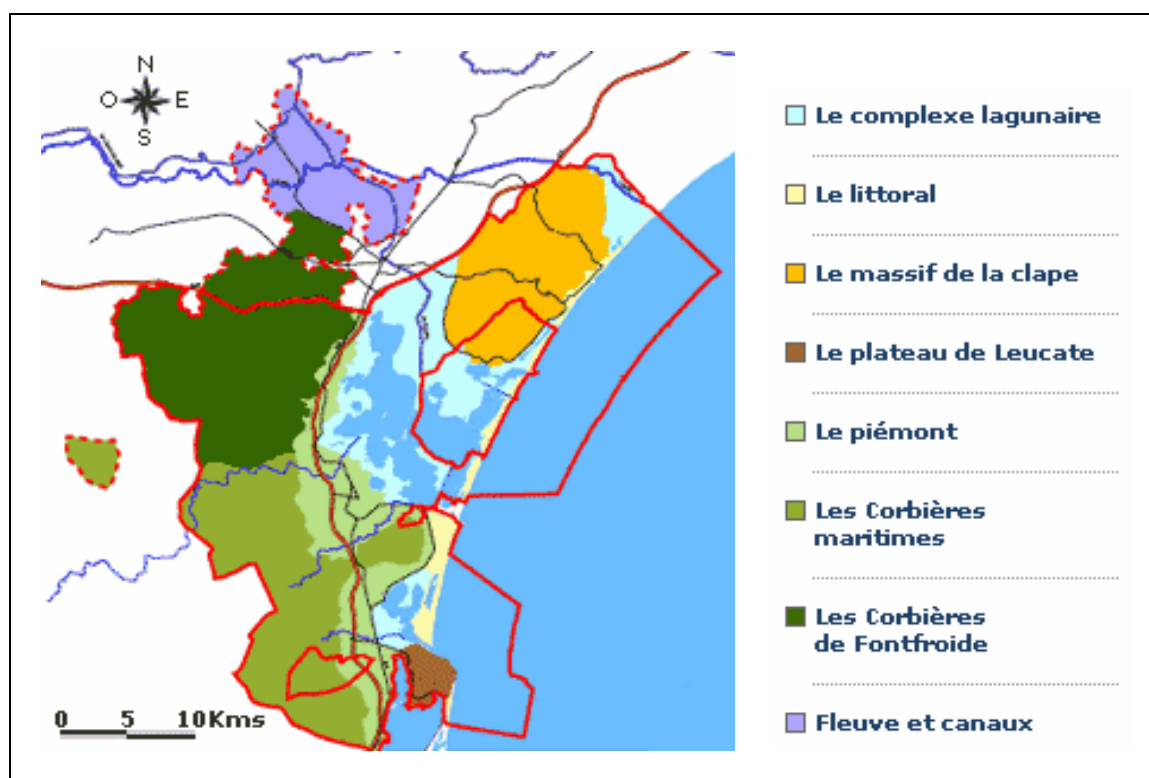 N
O E
S
0 5 10Kms
Le complexe lagunaire
Le littoral
Le massif de la clape
Le plateau de Leucate
Le piémont
Les Corbières
maritimes
Les Corbières
de Fontfroide
Fleuve et canaux